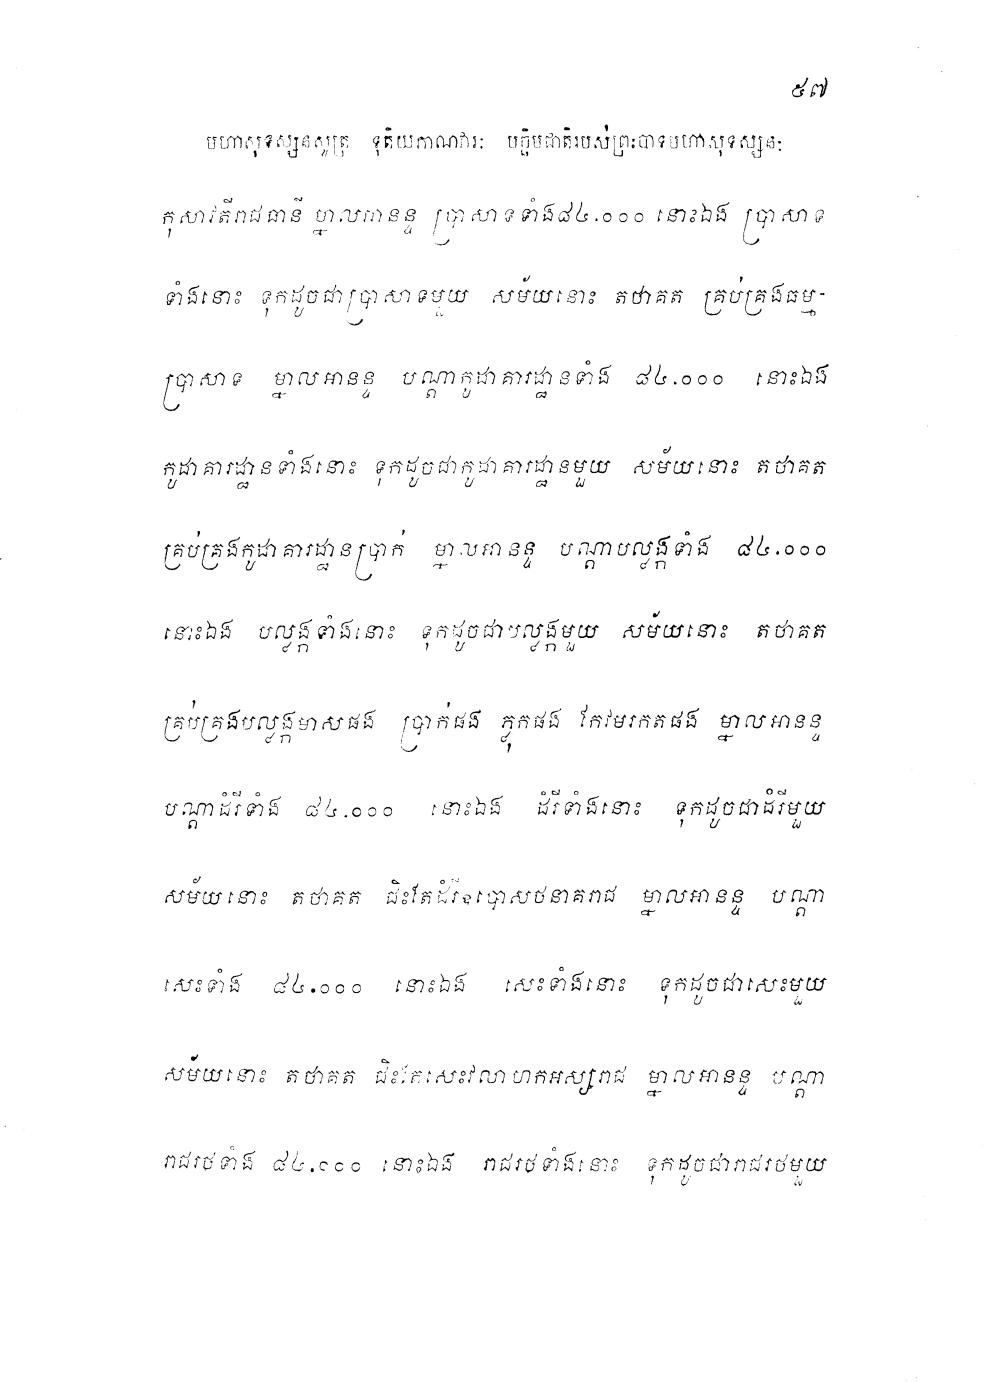 ៥៧
មហាសុទស្សនសូត្រ ទុតិយភាណវារៈ បច្ឆិមជាតិរបស់ព្រះបាទមហាសុទស្សនៈ
កុសាវតីរាជធានី ម្នាលអានន្ទ ប្រាសាទទាំង៨៤.០០០ នោះឯង ប្រាសាទ
ទាំងនោះ ទុកដូចជាប្រាសាទមួយ សម័យនោះ តថាគត គ្រប់គ្រងធម្ម-
ប្រាសាទ ម្នាលអានន្ទ បណ្តាកូដាគារដ្ឋានទាំង ៨៤.០០០ នោះឯង
កូដាគារដ្ឋានទាំងនោះ ទុកដូចជាកូដាគារដ្ឋានមួយ សម័យនោះ តថាគត
គ្រប់គ្រងកូដាគារដ្ឋានប្រាក់ ម្នាលអានន្ទ បណ្តាបល្ល័ង្កទាំង ៨៤.០០០
នោះឯង បល្ល័ង្កទាំងនោះ ទុកដូចជាបល្ល័ង្កមួយ សម័យនោះ តថាគត
គ្រប់គ្រងបល្ល័ង្កមាសផង ប្រាក់ផង ភ្លុកផង កែវមរកតផង ម្នាលអានន្ទ
បណ្តាដំរីទាំង ៨៤.០០០ នោះឯង ដំរីទាំងនោះ ទុកដូចជាដំរីមួយ
សម័យនោះ តថាគត ជិះតែដំរីឧបោសថនាគរាជ ម្នាលអានន្ទ បណ្តា
សេះទាំង ៨៤.០០០ នោះឯង សេះទាំងនោះ ទុកដូចជាសេះមួយ
សម័យនោះ តថាគត ជិះតែសេះវលាហកអស្សរាជ ម្នាលអានន្ទ បណ្តា
រាជរថទាំង ៨៤.០០០ នោះឯង រាជរថទាំងនោះ ទុកដូចជារាជរថមួយ